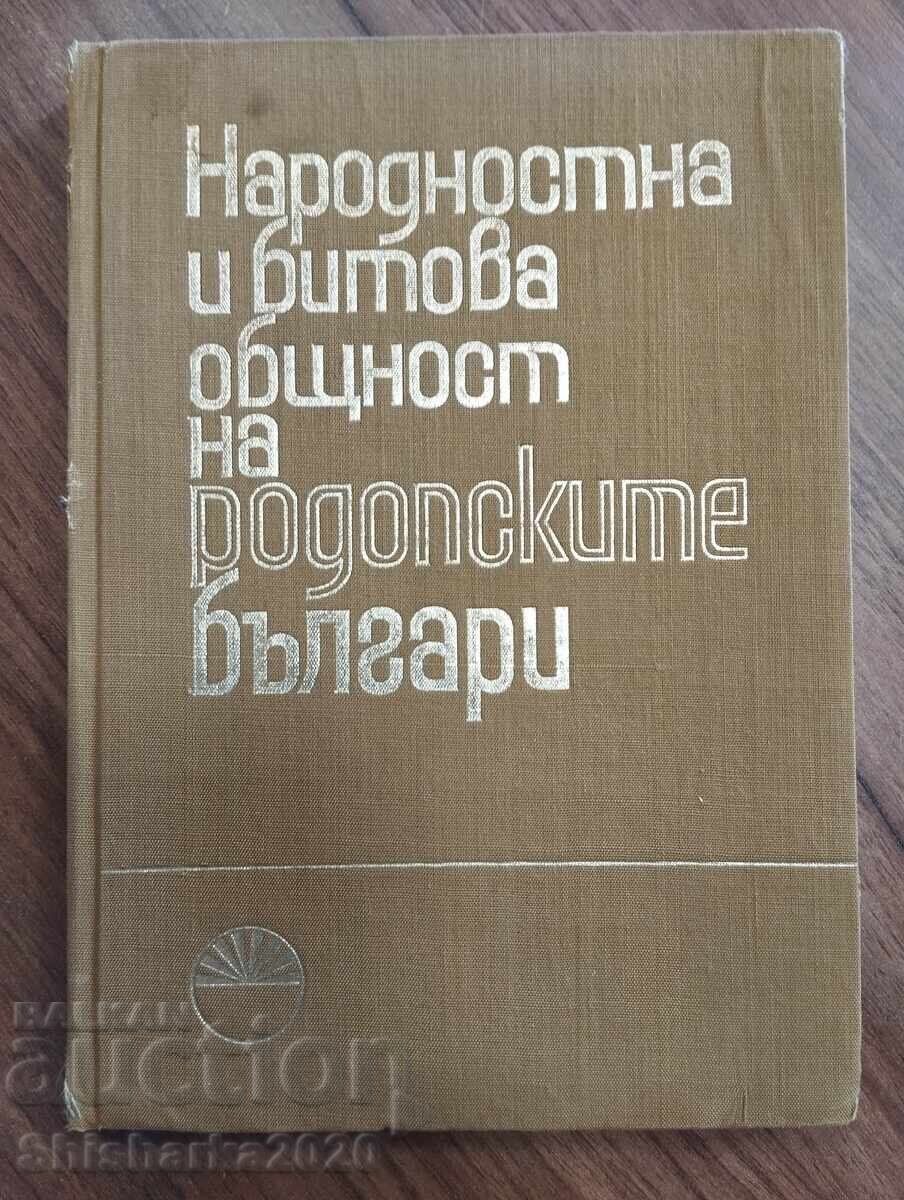 Народностна
и битова
общност
на
родопските
българи
BALKAN
auction
Shisharka2020